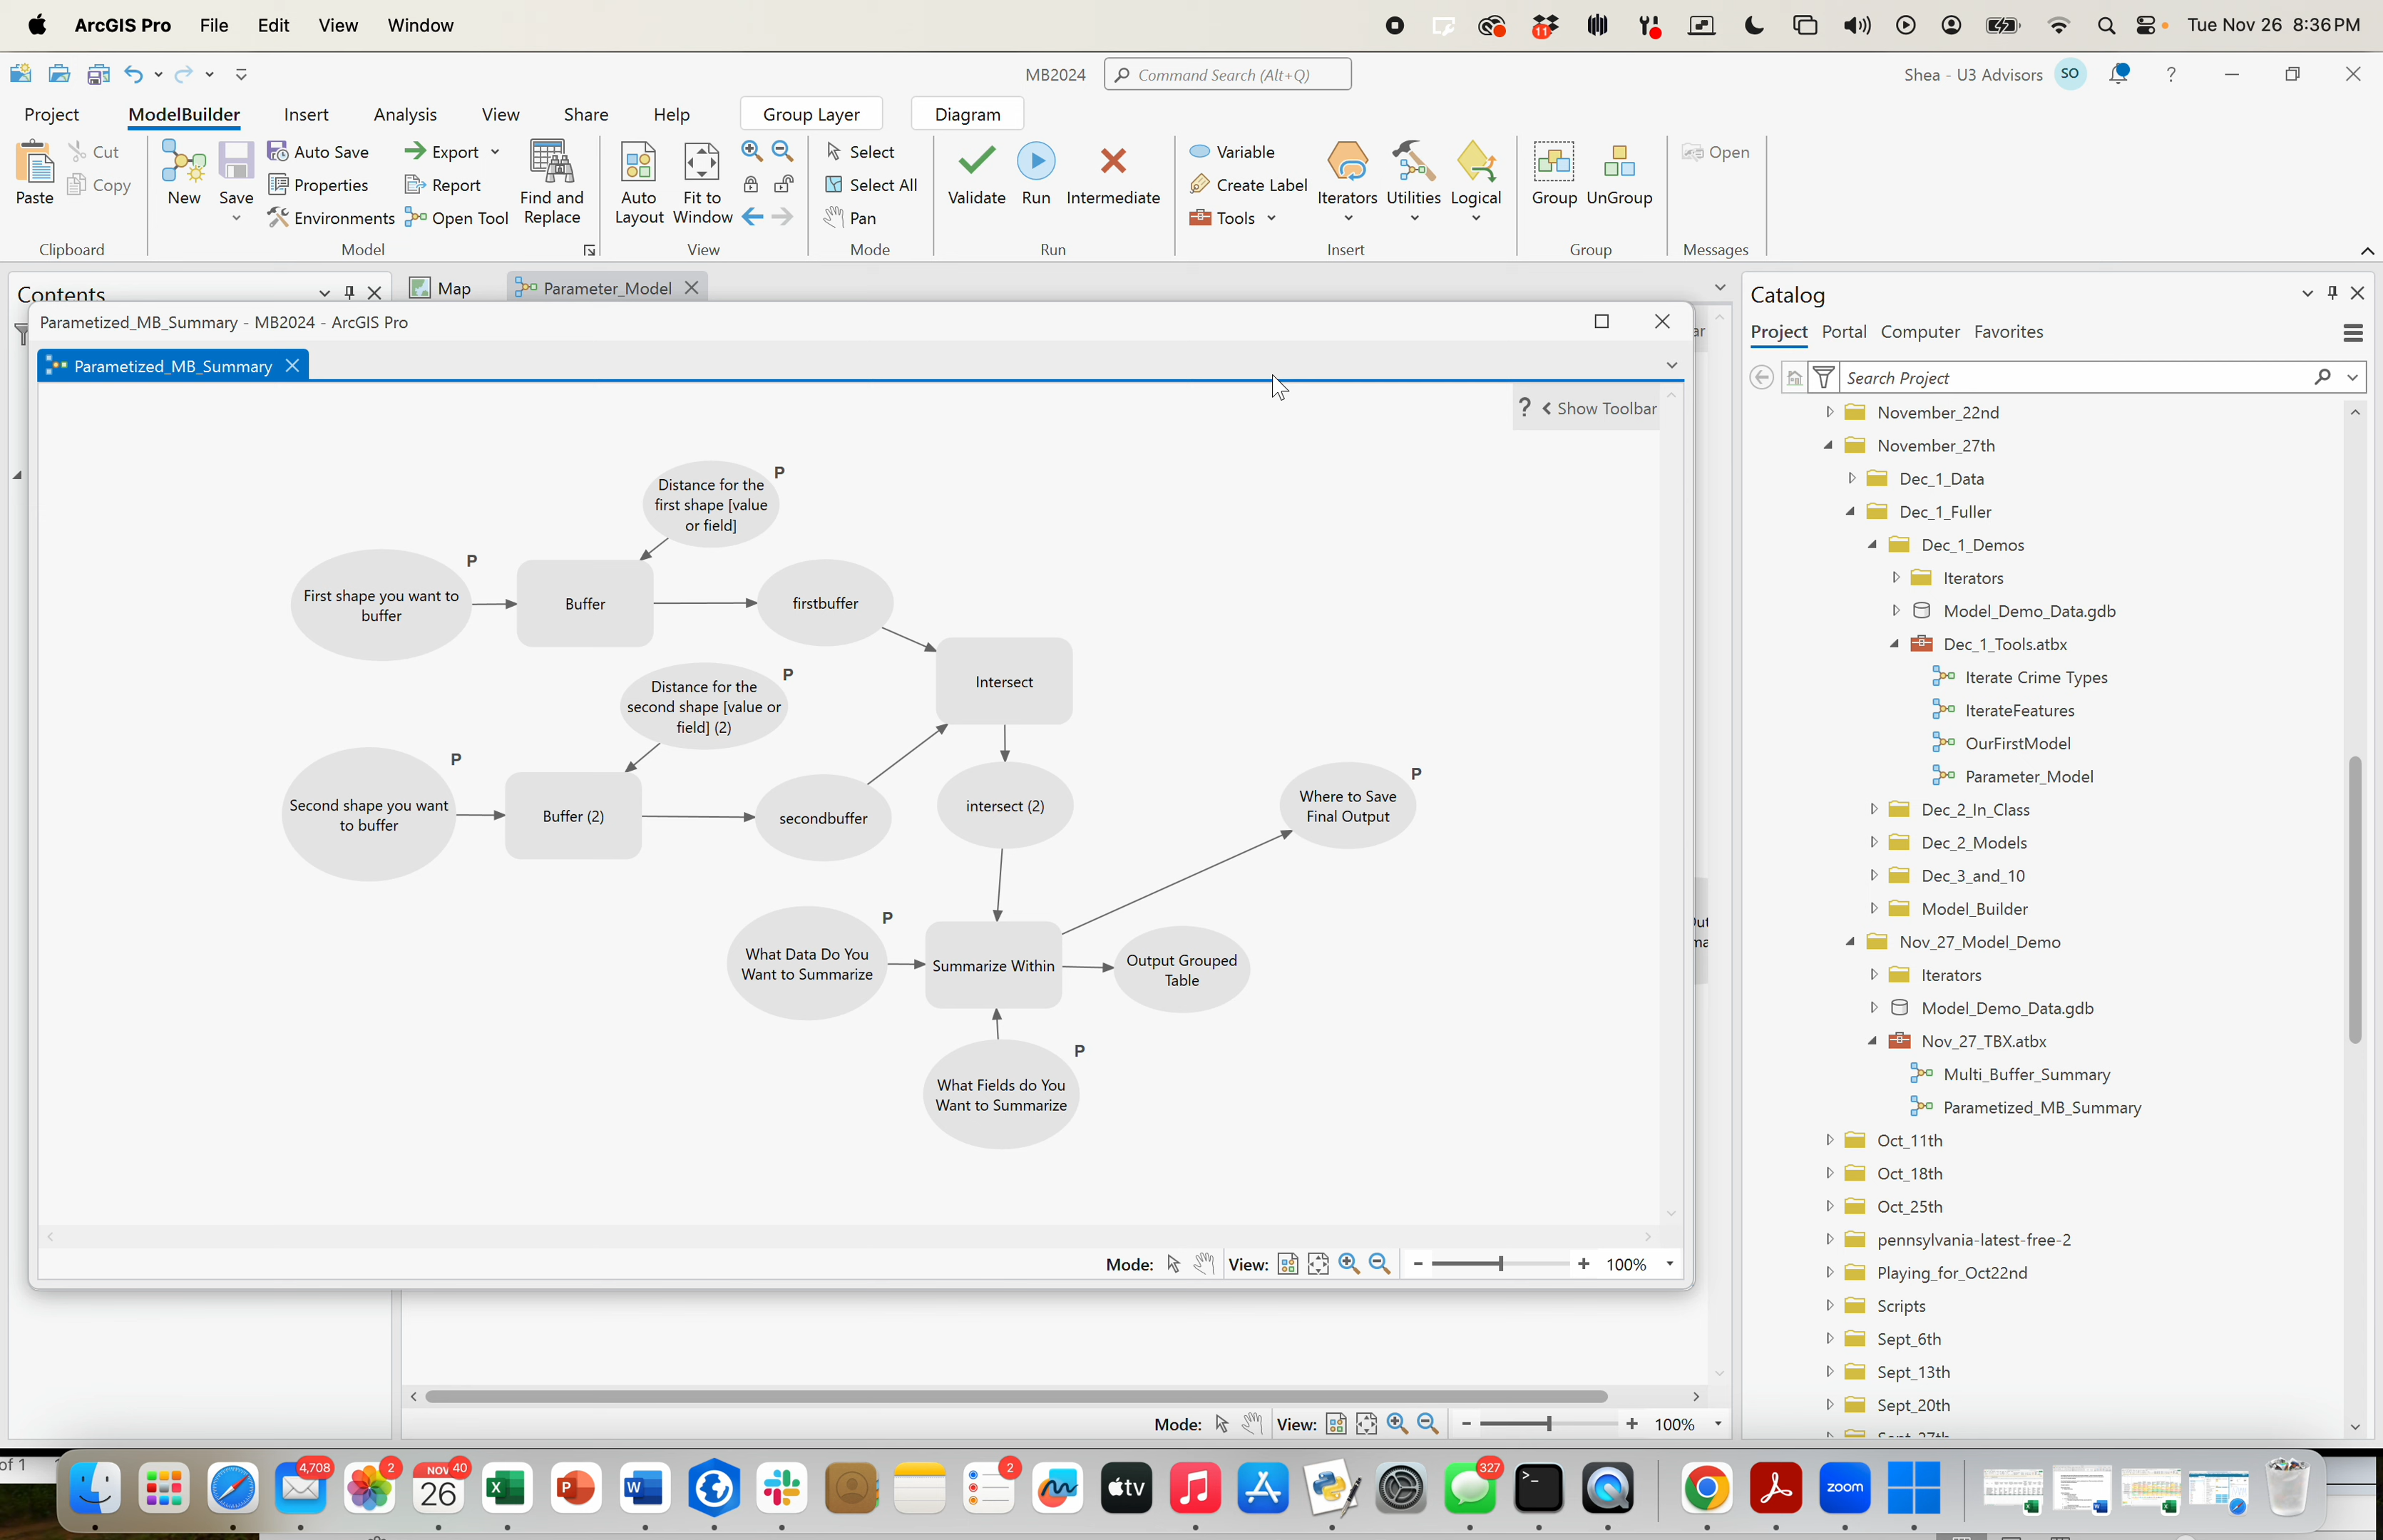 ArcGIS Pro File Edit View Window
11
Tue Nov 26 8:36 PM
MB2024
Command Search (Alt+Q)
Shea - U3 Advisors SO
?
Project ModelBuilder Insert Analysis View Share Help Group Layer Diagram
Paste
Cut
Copy
Clipboard
New
Save
Auto Save
Properties
Environments
Export
Report
Open Tool
Find and Replace
Model
Auto Layout
Fit to Window
View
Select
Select All
Pan
Mode
Validate
Run
Intermediate
Run
Variable
Create Label
Tools
Iterators
Utilities
Logical
Insert
Group
UnGroup
Group
Open
Messages
Contents
Map
Parameter_Model
Parametized_MB_Summary - MB2024 - ArcGIS Pro
Parametized_MB_Summary
? < Show Toolbar
Distance for the
first shape [value
or field]
P
First shape you want to
buffer
P
Buffer
firstbuffer
Distance for the
second shape [value or
field] (2)
P
Intersect
Second shape you want
to buffer
P
Buffer (2)
secondbuffer
intersect (2)
Where to Save
Final Output
P
What Data Do You
Want to Summarize
P
Summarize Within
Output Grouped
Table
What Fields do You
Want to Summarize
P
Mode: View: - + 100%
Mode: View: - + 100%
Catalog
Project Portal Computer Favorites
Search Project
November_22nd
November_27th
Dec_1_Data
Dec_1_Fuller
Dec_1_Demos
Iterators
Model_Demo_Data.gdb
Dec_1_Tools.atbx
Iterate Crime Types
IterateFeatures
OurFirstModel
Parameter_Model
Dec_2_In_Class
Dec_2_Models
Dec_3_and_10
Model_Builder
Nov_27_Model_Demo
Iterators
Model_Demo_Data.gdb
Nov_27_TBX.atbx
Multi_Buffer_Summary
Parametized_MB_Summary
Oct_11th
Oct_18th
Oct_25th
pennsylvania-latest-free-2
Playing_for_Oct22nd
Scripts
Sept_6th
Sept_13th
Sept_20th
of 1
4,708
2
NOV 40
26
2
tv
327
zoom